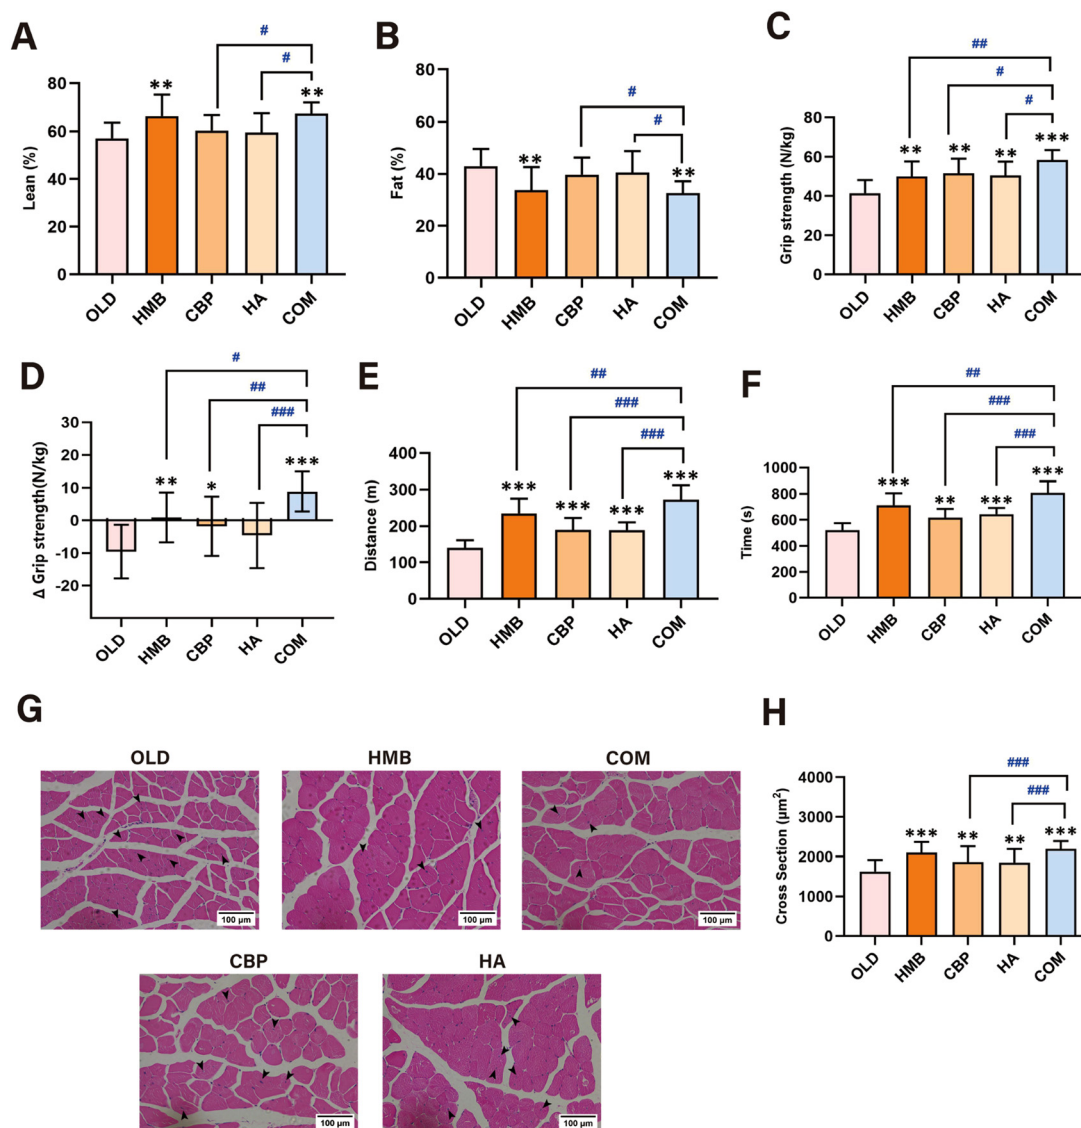 A
#
#
Lean (%)
80
60
40
20
0
**
**
OLD
HMB
CBP
HA
COM
B
#
#
Fat (%)
80
60
40
20
0
**
**
OLD
HMB
CBP
HA
COM
C
##
#
#
Grip strength (N/kg)
80
60
40
20
0
**
**
**
***
OLD
HMB
CBP
HA
COM
D
#
##
###
Δ Grip strength(N/kg)
30
20
10
0
-10
-20
**
*
***
OLD
HMB
CBP
HA
COM
E
##
###
###
Distance (m)
400
300
200
100
0
***
***
***
***
OLD
HMB
CBP
HA
COM
F
##
###
###
Time (s)
1000
800
600
400
200
0
***
**
***
***
OLD
HMB
CBP
HA
COM
G
OLD
100 μm
HMB
100 μm
COM
100 μm
CBP
100 μm
HA
100 μm
H
###
###
Cross Section (μm²)
4000
3000
2000
1000
0
***
**
**
***
OLD
HMB
CBP
HA
COM